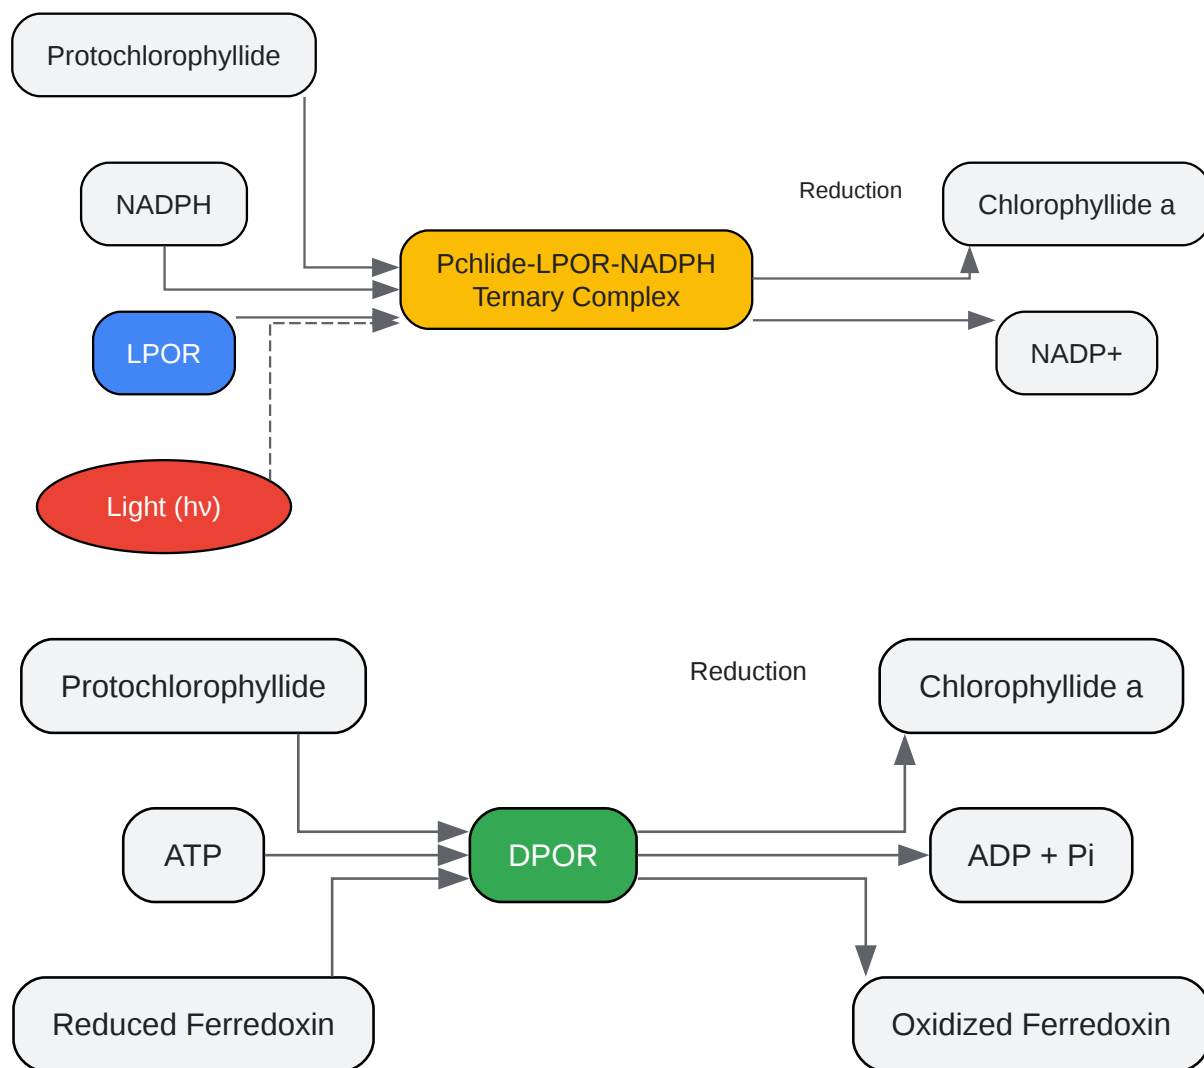 Protochlorophyllide
NADPH
Reduction
Chlorophyllide a
Pchlide-LPOR-NADPH
Ternary Complex
LPOR
NADP+
Light (hν)
Protochlorophyllide
Reduction
Chlorophyllide a
ATP
DPOR
ADP + Pi
Reduced Ferredoxin
Oxidized Ferredoxin